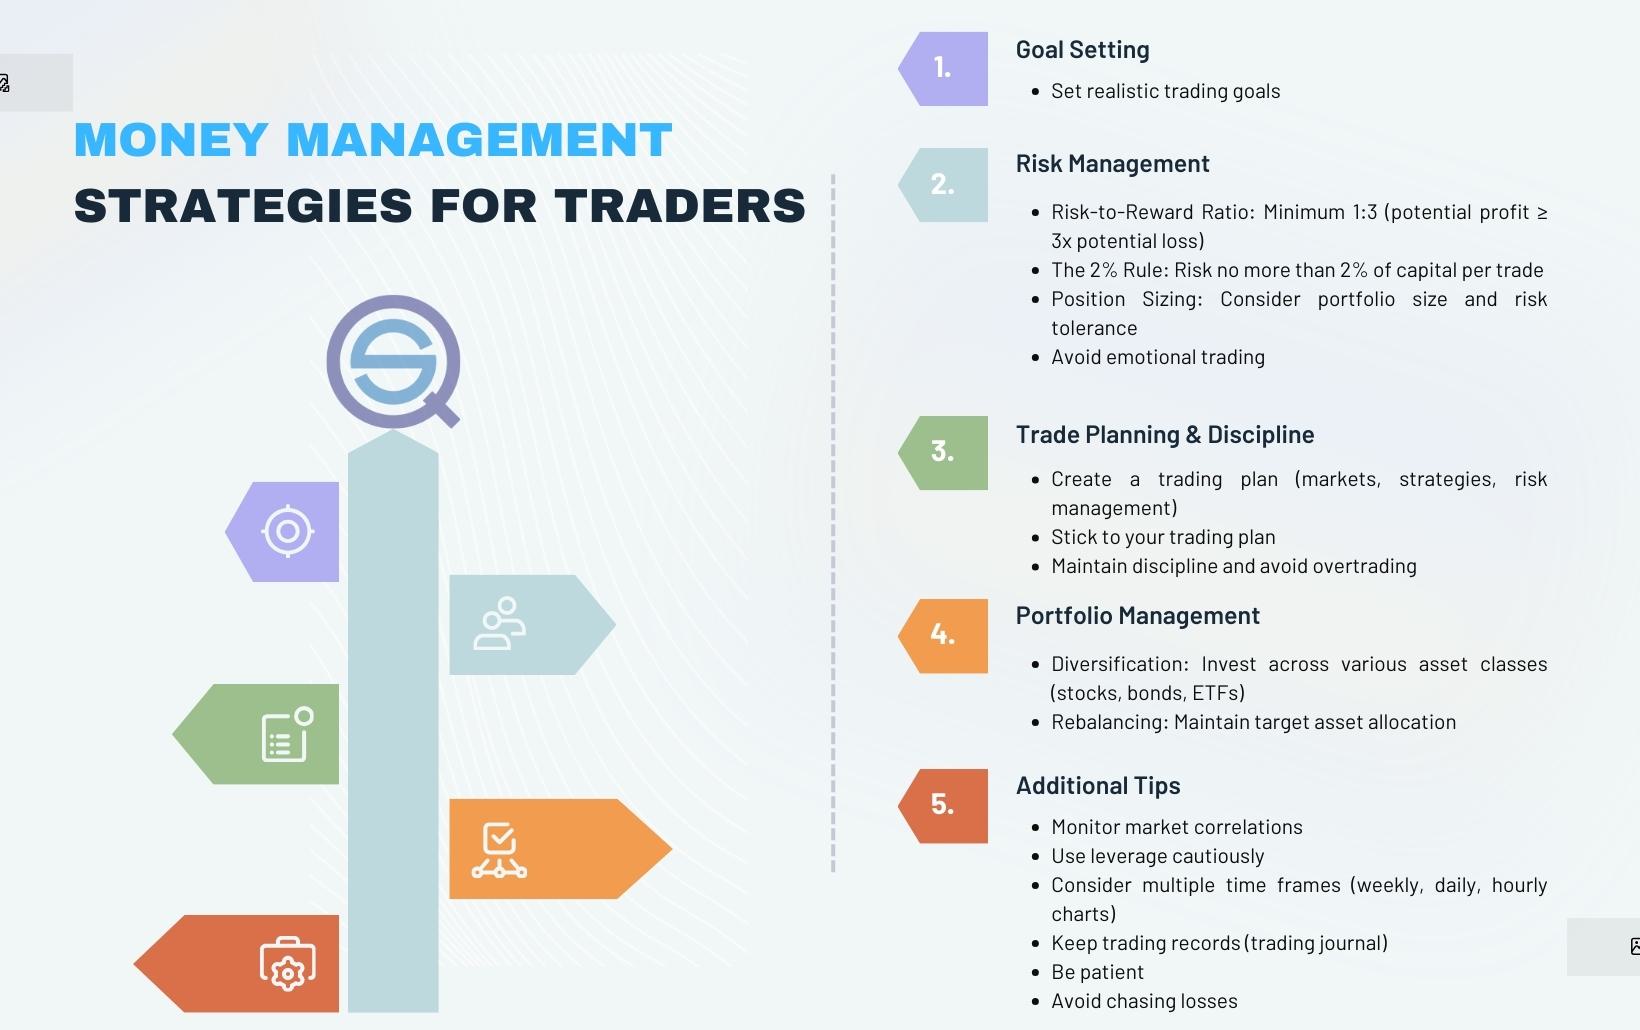 MONEY MANAGEMENT
STRATEGIES FOR TRADERS
1.
Goal Setting
• Set realistic trading goals
2.
Risk Management
• Risk-to-Reward Ratio: Minimum 1:3 (potential profit ≥
3x potential loss)
• The 2% Rule: Risk no more than 2% of capital per trade
• Position Sizing: Consider portfolio size and risk
tolerance
• Avoid emotional trading
3.
Trade Planning & Discipline
• Create a trading plan (markets, strategies, risk
management)
• Stick to your trading plan
• Maintain discipline and avoid overtrading
4.
Portfolio Management
• Diversification: Invest across various asset classes
(stocks, bonds, ETFs)
• Rebalancing: Maintain target asset allocation
5.
Additional Tips
• Monitor market correlations
• Use leverage cautiously
• Consider multiple time frames (weekly, daily, hourly
charts)
• Keep trading records (trading journal)
• Be patient
• Avoid chasing losses